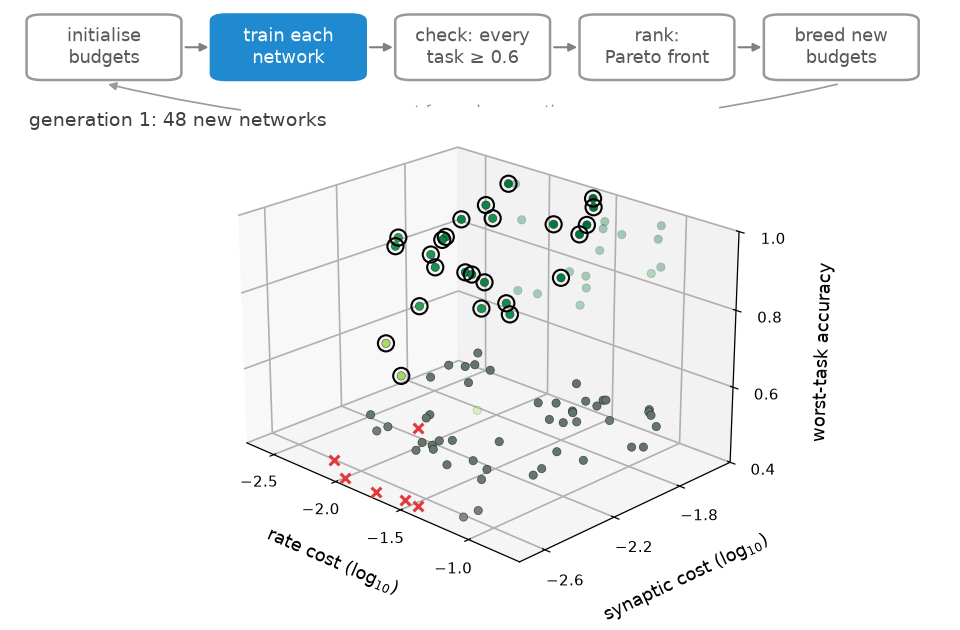 initialise
budgets
train each
network
check: every
task ≥ 0.6
rank:
Pareto front
breed new
budgets
generation 1: 48 new networks
1.0
0.8
0.6
0.4
worst-task accuracy
−2.5
−2.0
−1.5
−1.0
rate cost (log₁₀)
−1.8
−2.2
−2.6
synaptic cost (log₁₀)